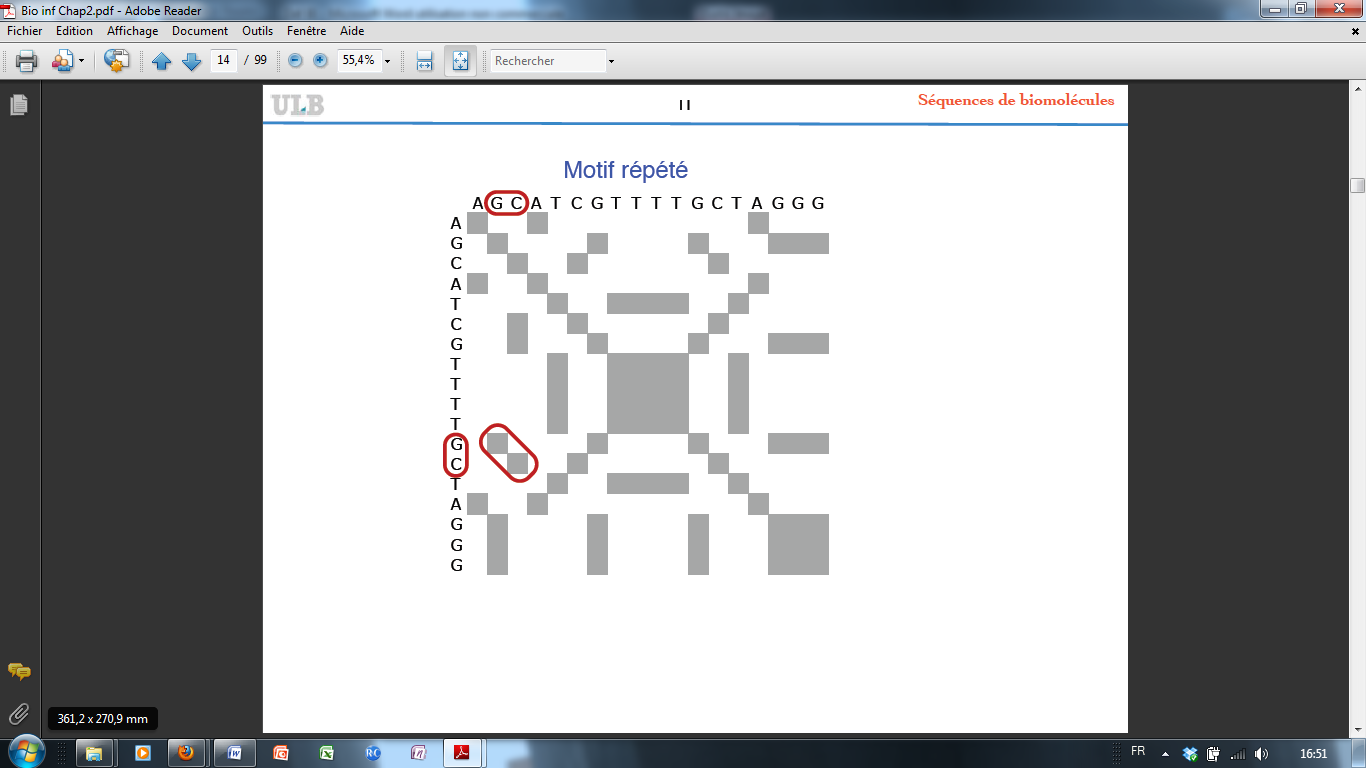 Bio inf Chap2.pdf - Adobe Reader
Fichier Edition Affichage Document Outils Fenêtre Aide
14 / 99 55,4% Rechercher
ULB 11 Séquences de biomolécules
Motif répété
A G C A T C G T T T T G C T A G G G
A
G
C
A
T
C
G
T
T
T
T
G
C
T
A
G
G
G
361,2 x 270,9 mm
FR 16:51